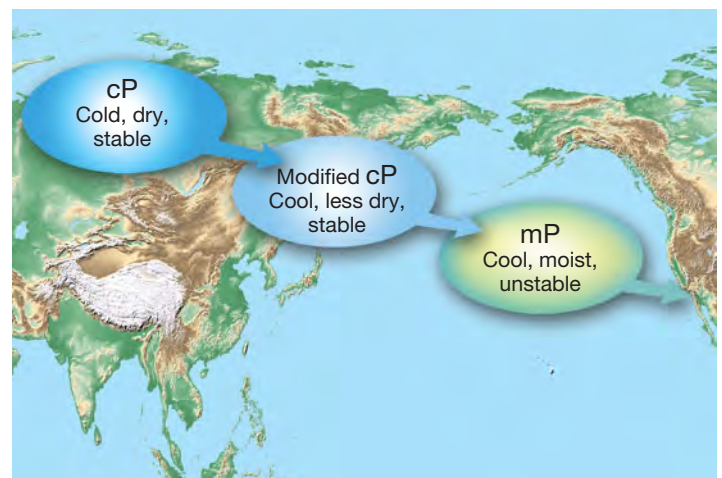 cP
Cold, dry,
stable
Modified cP
Cool, less dry,
stable
mP
Cool, moist,
unstable